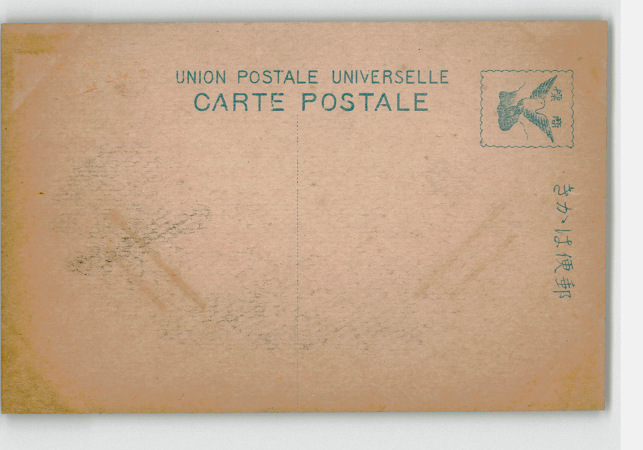 UNION POSTALE UNIVERSELLE
CARTE POSTALE
きかは便郵